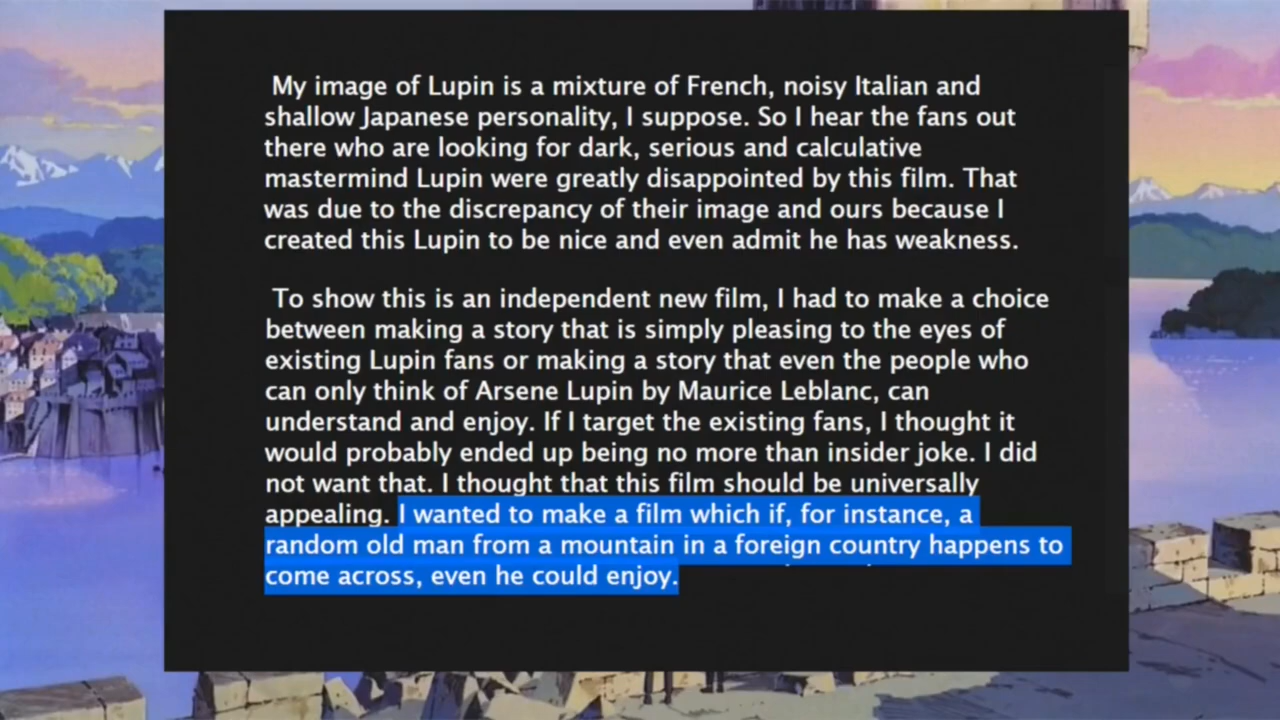 My image of Lupin is a mixture of French, noisy Italian and
shallow Japanese personality, I suppose. So I hear the fans out
there who are looking for dark, serious and calculative
mastermind Lupin were greatly disappointed by this film. That
was due to the discrepancy of their image and ours because I
created this Lupin to be nice and even admit he has weakness.
To show this is an independent new film, I had to make a choice
between making a story that is simply pleasing to the eyes of
existing Lupin fans or making a story that even the people who
can only think of Arsene Lupin by Maurice Leblanc, can
understand and enjoy. If I target the existing fans, I thought it
would probably ended up being no more than insider joke. I did
not want that. I thought that this film should be universally
appealing. I wanted to make a film which if, for instance, a
random old man from a mountain in a foreign country happens to
come across, even he could enjoy.